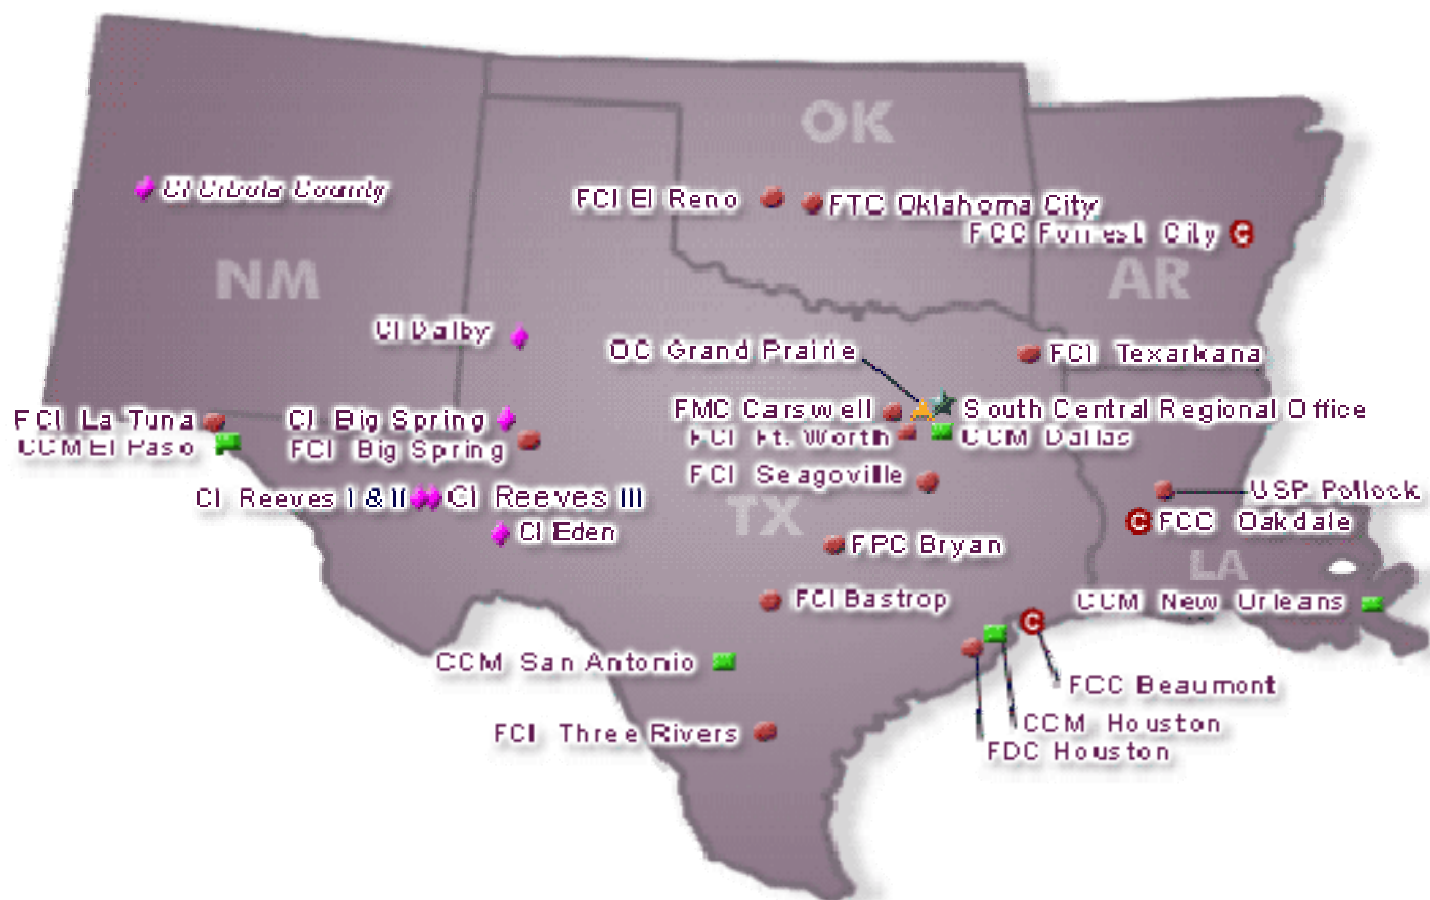 OK
CI Cibola County
FCI El Reno
FTC Oklahoma City
FCC Forrest City
NM
AR
CI Dalby
OC Grand Prairie
FCI Texarkana
FCI La Tuna
CI Big Spring
FMC Carswell
South Central Regional Office
CCM El Paso
FCI Big Spring
FCI Ft. Worth
CCM Dallas
FCI Seagoville
CI Reeves I & II
CI Reeves III
USP Pollock
TX
C FCC Oakdale
CI Eden
FPC Bryan
LA
FCI Bastrop
CCM New Orleans
C
CCM San Antonio
FCC Beaumont
CCM Houston
FCI Three Rivers
FDC Houston